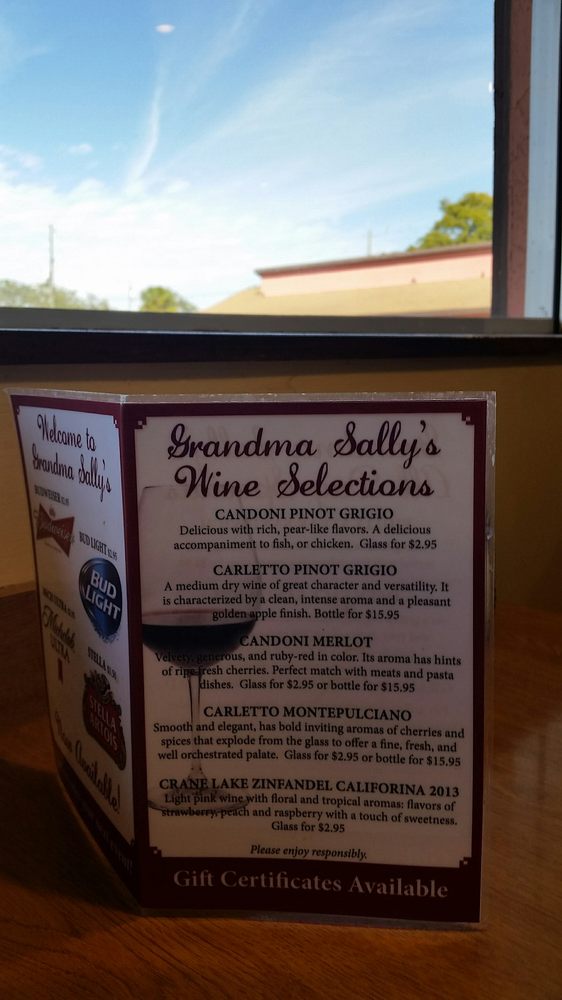 Welcome to
Grandma Sally's
BUDWEISER $2.95
Budweiser
BUD LIGHT $2.95
BUD
LIGHT
MICH ULTRA
Michelob
ULTRA
STELLA
STELLA
ARTOIS
Available!
Grandma Sally's
Wine Selections
CANDONI PINOT GRIGIO
Delicious with rich, pear-like flavors. A delicious
accompaniment to fish, or chicken. Glass for $2.95
CARLETTO PINOT GRIGIO
A medium dry wine of great character and versatility. It
is characterized by a clean, intense aroma and a pleasant
golden apple finish. Bottle for $15.95
CANDONI MERLOT
Velvety, generous, and ruby-red in color. Its aroma has hints
of ripe fresh cherries. Perfect match with meats and pasta
dishes. Glass for $2.95 or bottle for $15.95
CARLETTO MONTEPULCIANO
Smooth and elegant, has bold inviting aromas of cherries and
spices that explode from the glass to offer a fine, fresh, and
well orchestrated palate. Glass for $2.95 or bottle for $15.95
CRANE LAKE ZINFANDEL CALIFORINA 2013
Light pink wine with floral and tropical aromas: flavors of
strawberry, peach and raspberry with a touch of sweetness.
Glass for $2.95
Please enjoy responsibly.
Gift Certificates Available